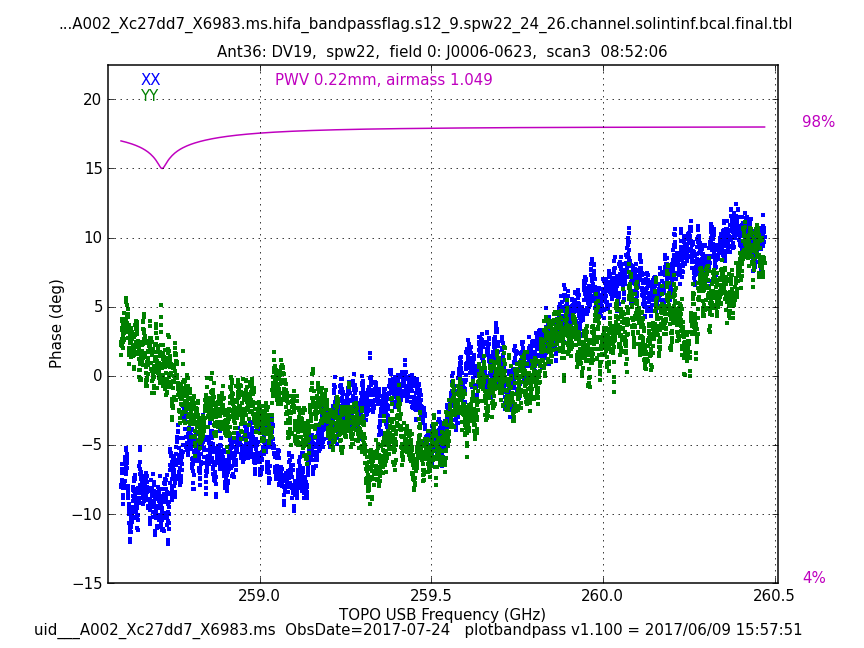 ...A002_Xc27dd7_X6983.ms.hifa_bandpassflag.s12_9.spw22_24_26.channel.solintinf.bcal.final.tbl
Ant36: DV19,  spw22,  field 0: J0006-0623,  scan3  08:52:06
XX
PWV 0.22mm, airmass 1.049
YY
20
98%
15
10
5
0
−5
−10
−15
4%
Phase (deg)
259.0
259.5
260.0
260.5
TOPO USB Frequency (GHz)
uid___A002_Xc27dd7_X6983.ms  ObsDate=2017-07-24   plotbandpass v1.100 = 2017/06/09 15:57:51